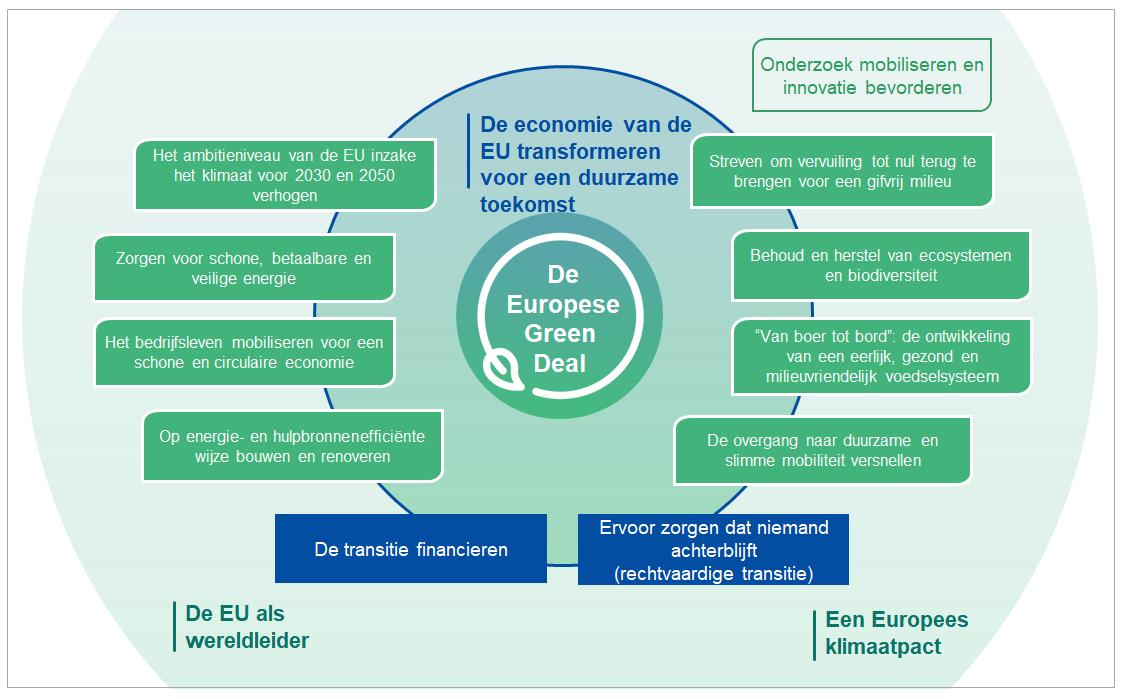 Onderzoek mobiliseren en
innovatie bevorderen
De economie van de
EU transformeren
voor een duurzame
toekomst
Het ambitieniveau van de EU inzake
het klimaat voor 2030 en 2050
verhogen
Streven om vervuiling tot nul terug te
brengen voor een gifvrij milieu
Zorgen voor schone, betaalbare en
veilige energie
Behoud en herstel van ecosystemen
en biodiversiteit
De
Europese
Green
Deal
Het bedrijfsleven mobiliseren voor een
schone en circulaire economie
“Van boer tot bord”: de ontwikkeling
van een eerlijk, gezond en
milieuvriendelijk voedselsysteem
Op energie- en hulpbronnenefficiënte
wijze bouwen en renoveren
De overgang naar duurzame en
slimme mobiliteit versnellen
De transitie financieren
Ervoor zorgen dat niemand
achterblijft
(rechtvaardige transitie)
De EU als
wereldleider
Een Europees
klimaatpact